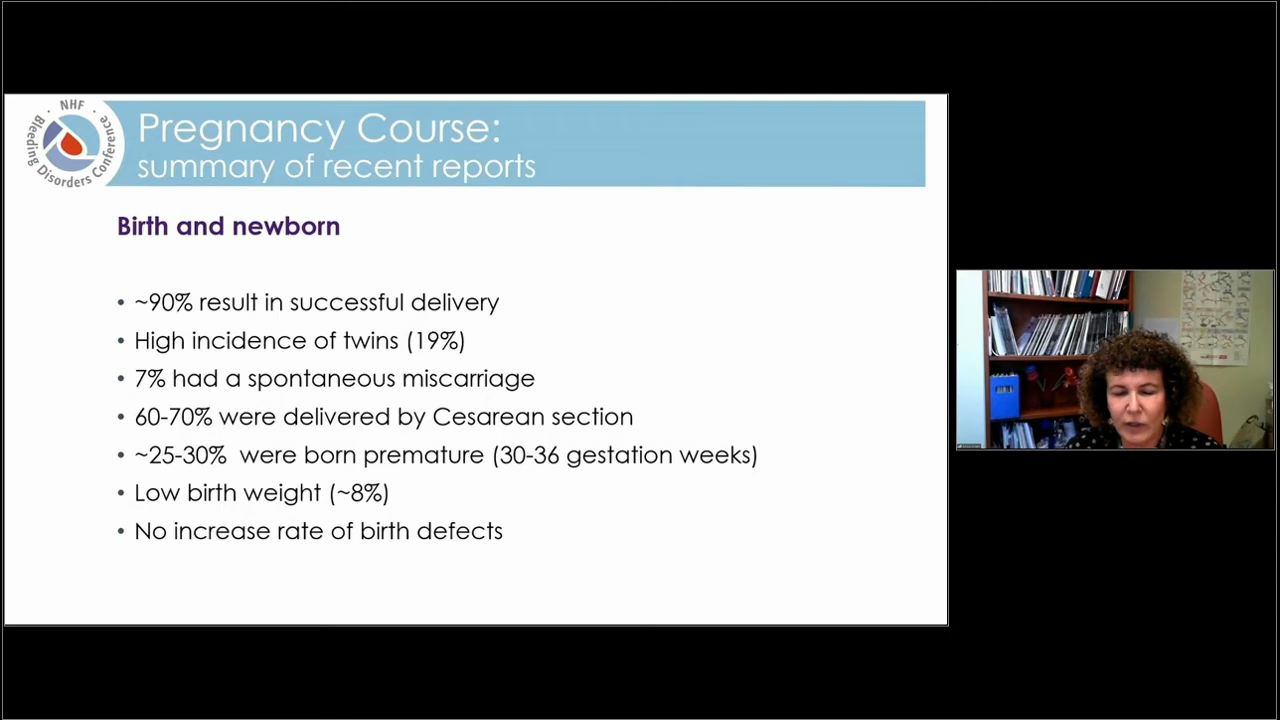 NHF
Bleeding Disorders Conference
Pregnancy Course:
summary of recent reports
Birth and newborn
• ~90% result in successful delivery
• High incidence of twins (19%)
• 7% had a spontaneous miscarriage
• 60-70% were delivered by Cesarean section
• ~25-30% were born premature (30-36 gestation weeks)
• Low birth weight (~8%)
• No increase rate of birth defects